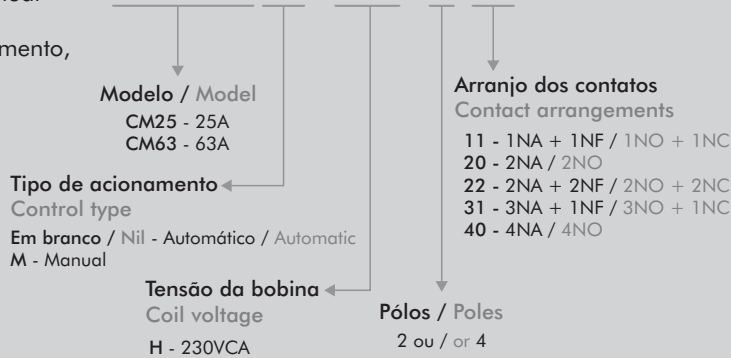 mento,
Modelo / Model
CM25 - 25A
CM63 - 63A
Tipo de acionamento
Control type
Em branco / Nil - Automático / Automatic
M - Manual
Tensão da bobina
Coil voltage
H - 230VCA
Pólos / Poles
2 ou / or 4
Arranjo dos contatos
Contact arrangements
11 - 1NA + 1NF / 1NO + 1NC
20 - 2NA / 2NO
22 - 2NA + 2NF / 2NO + 2NC
31 - 3NA + 1NF / 3NO + 1NC
40 - 4NA / 4NO